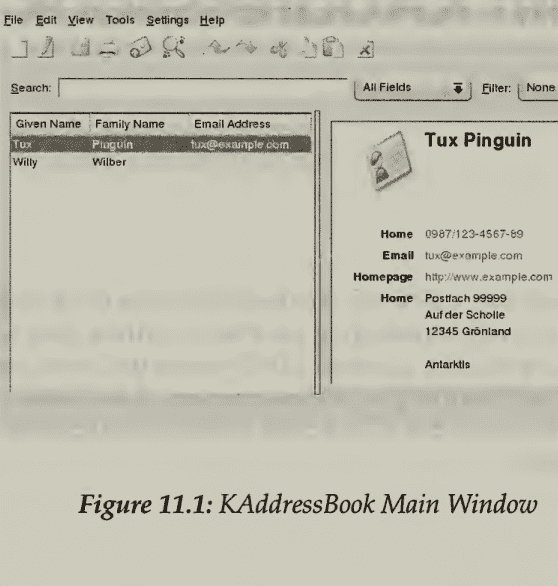 File Edit View Tools Settings Help
Search: All Fields Filter: None
Given Name Family Name Email Address
Tux Pinguin tux@example.com
Willy Wilber
Tux Pinguin
Home 0987/123-4567-89
Email tux@example.com
Homepage http://www.example.com
Home Postfach 99999
Auf der Scholle
12345 Grönland
Antarktis
Figure 11.1: KAddressBook Main Window